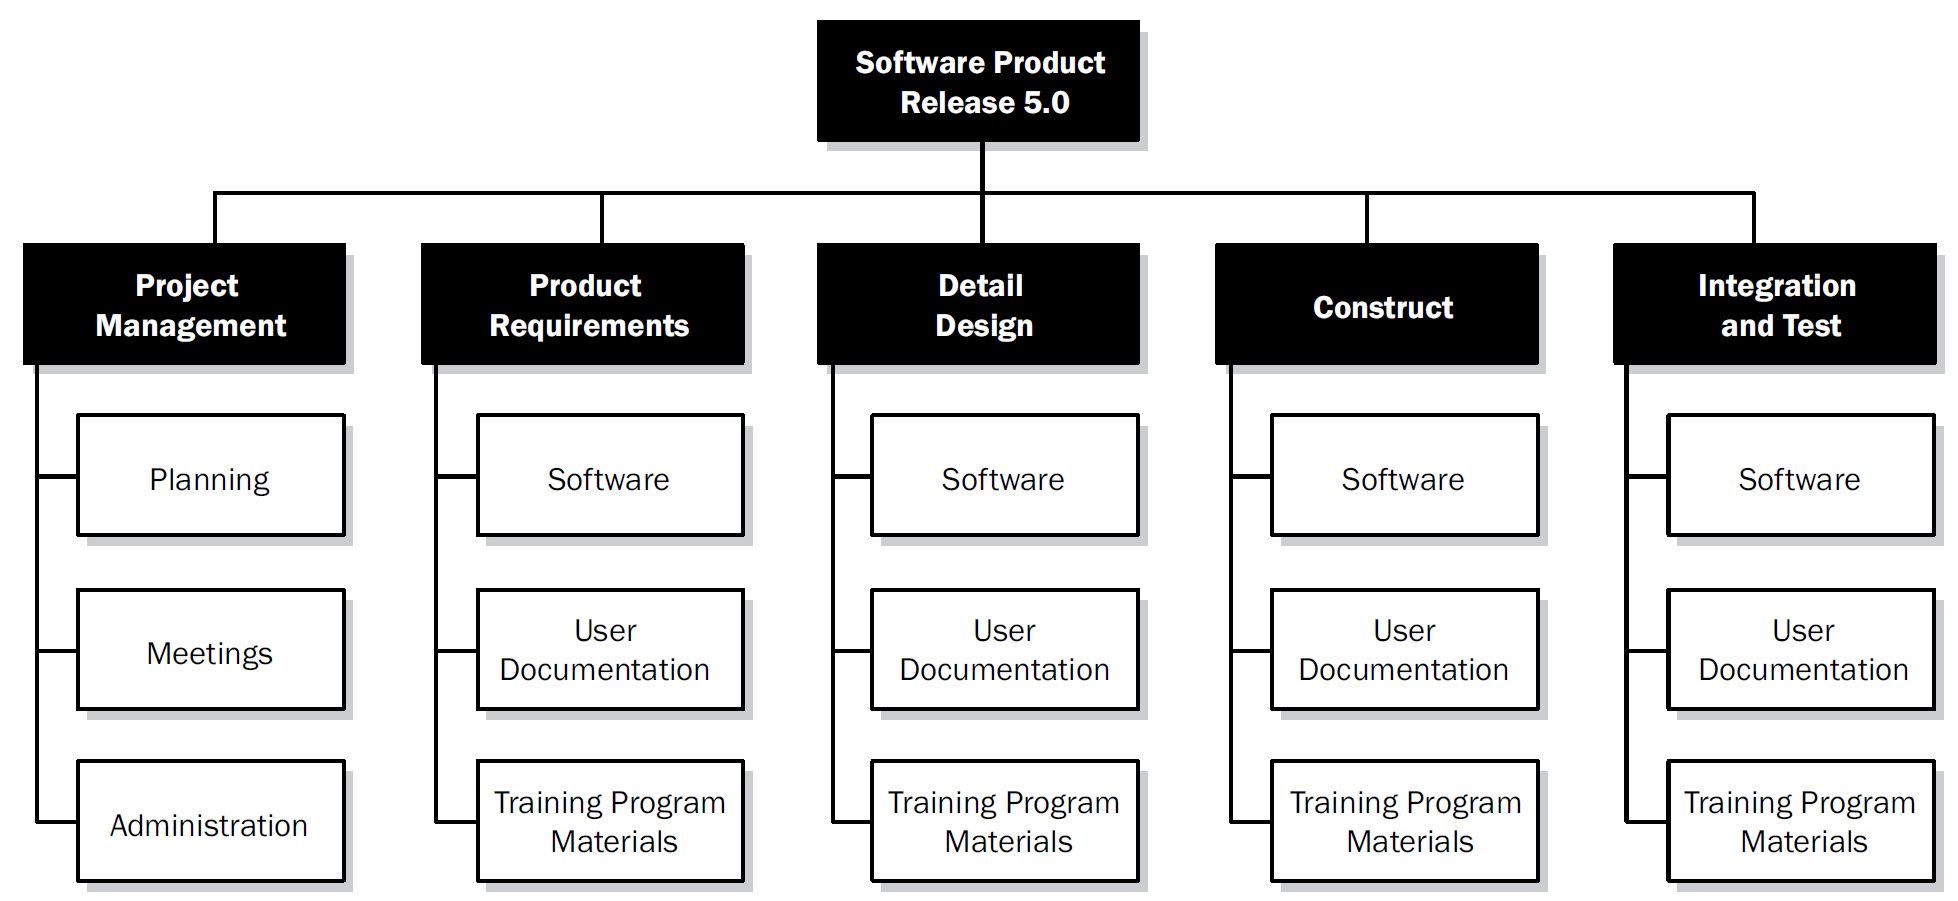 Software Product
Release 5.0
Project
Management
Product
Requirements
Detail
Design
Construct
Integration
and Test
Planning
Software
Software
Software
Software
Meetings
User
Documentation
User
Documentation
User
Documentation
User
Documentation
Administration
Training Program
Materials
Training Program
Materials
Training Program
Materials
Training Program
Materials